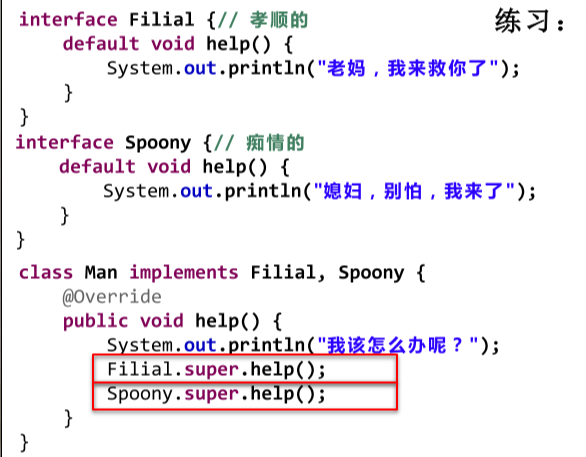 练习：
interface Filial {// 孝顺的
    default void help() {
        System.out.println("老妈，我来救你了");
    }
}
interface Spoony {// 痴情的
    default void help() {
        System.out.println("媳妇，别怕，我来了");
    }
}
class Man implements Filial, Spoony {
    @Override
    public void help() {
        System.out.println("我该怎么办呢？");
        Filial.super.help();
        Spoony.super.help();
    }
}